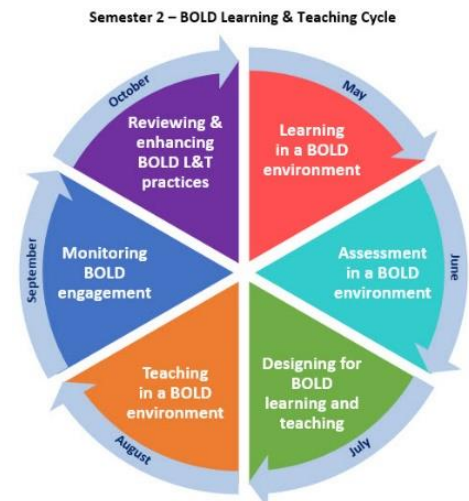 Semester 2 – BOLD Learning & Teaching Cycle
May
Learning
in a BOLD
environment
June
Assessment
in a BOLD
environment
July
Designing for
BOLD
learning and
teaching
August
Teaching
in a BOLD
environment
September
Monitoring
BOLD
engagement
October
Reviewing &
enhancing
BOLD L&T
practices